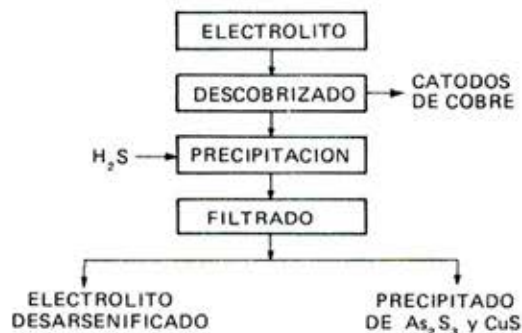 ELECTROLITO
DESCOBRIZADO
CATODOS
DE COBRE
H₂S
PRECIPITACION
FILTRADO
ELECTROLITO
DESARSENIFICADO
PRECIPITADO
DE As₂S₃ y CuS